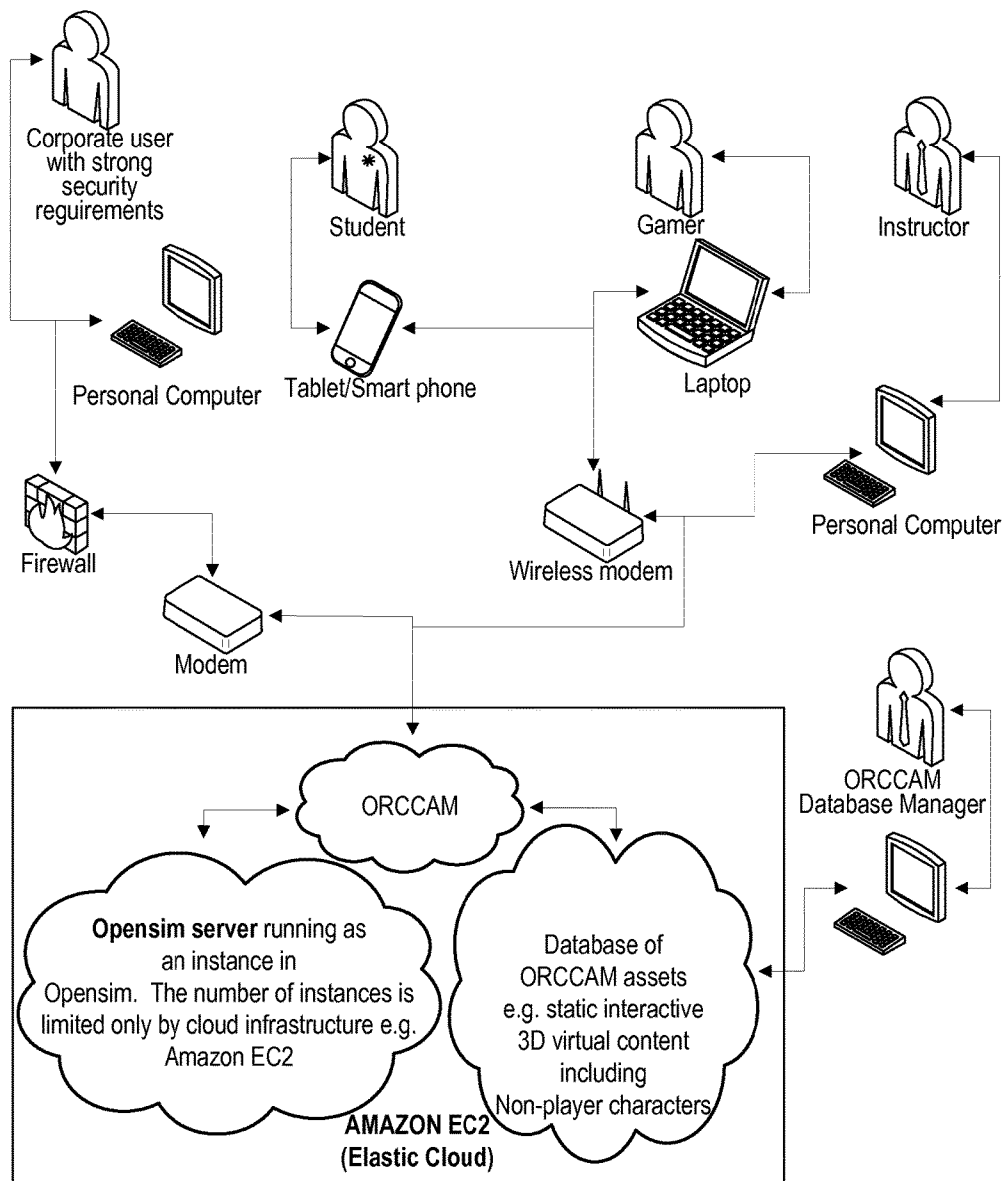 Corporate user
with strong
security
reguirements
Student
Gamer
Instructor
Personal Computer
Tablet/Smart phone
Laptop
Personal Computer
Firewall
Wireless modem
Modem
ORCCAM
Database Manager
ORCCAM
Opensim server running as
an instance in
Opensim. The number of instances is
limited only by cloud infrastructure e.g.
Amazon EC2
Database of
ORCCAM assets
e.g. static interactive
3D virtual content
including
Non-player characters
AMAZON EC2
(Elastic Cloud)